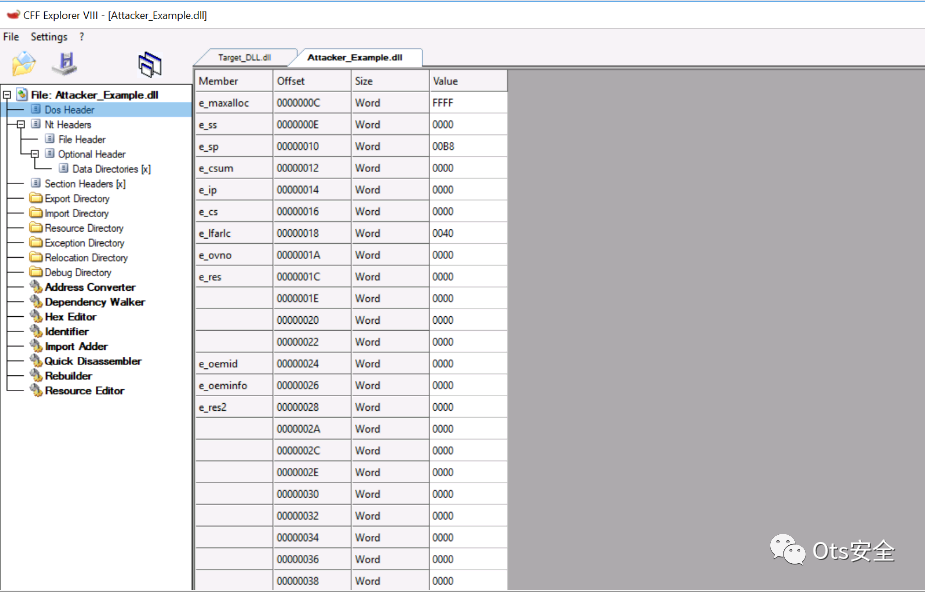 CFF Explorer VIII - [Attacker_Example.dll]
File Settings ?
File: Attacker_Example.dll
Dos Header
Nt Headers
File Header
Optional Header
Data Directories [x]
Section Headers [x]
Export Directory
Import Directory
Resource Directory
Exception Directory
Relocation Directory
Debug Directory
Address Converter
Dependency Walker
Hex Editor
Identifier
Import Adder
Quick Disassembler
Rebuilder
Resource Editor
Target_DLL.dll Attacker_Example.dll
Member Offset Size Value
e_maxalloc 0000000C Word FFFF
e_ss 0000000E Word 0000
e_sp 00000010 Word 00B8
e_csum 00000012 Word 0000
e_ip 00000014 Word 0000
e_cs 00000016 Word 0000
e_lfarlc 00000018 Word 0040
e_ovno 0000001A Word 0000
e_res 0000001C Word 0000
0000001E Word 0000
00000020 Word 0000
00000022 Word 0000
e_oemid 00000024 Word 0000
e_oeminfo 00000026 Word 0000
e_res2 00000028 Word 0000
0000002A Word 0000
0000002C Word 0000
0000002E Word 0000
00000030 Word 0000
00000032 Word 0000
00000034 Word 0000
00000036 Word 0000
00000038 Word 0000
Ots安全